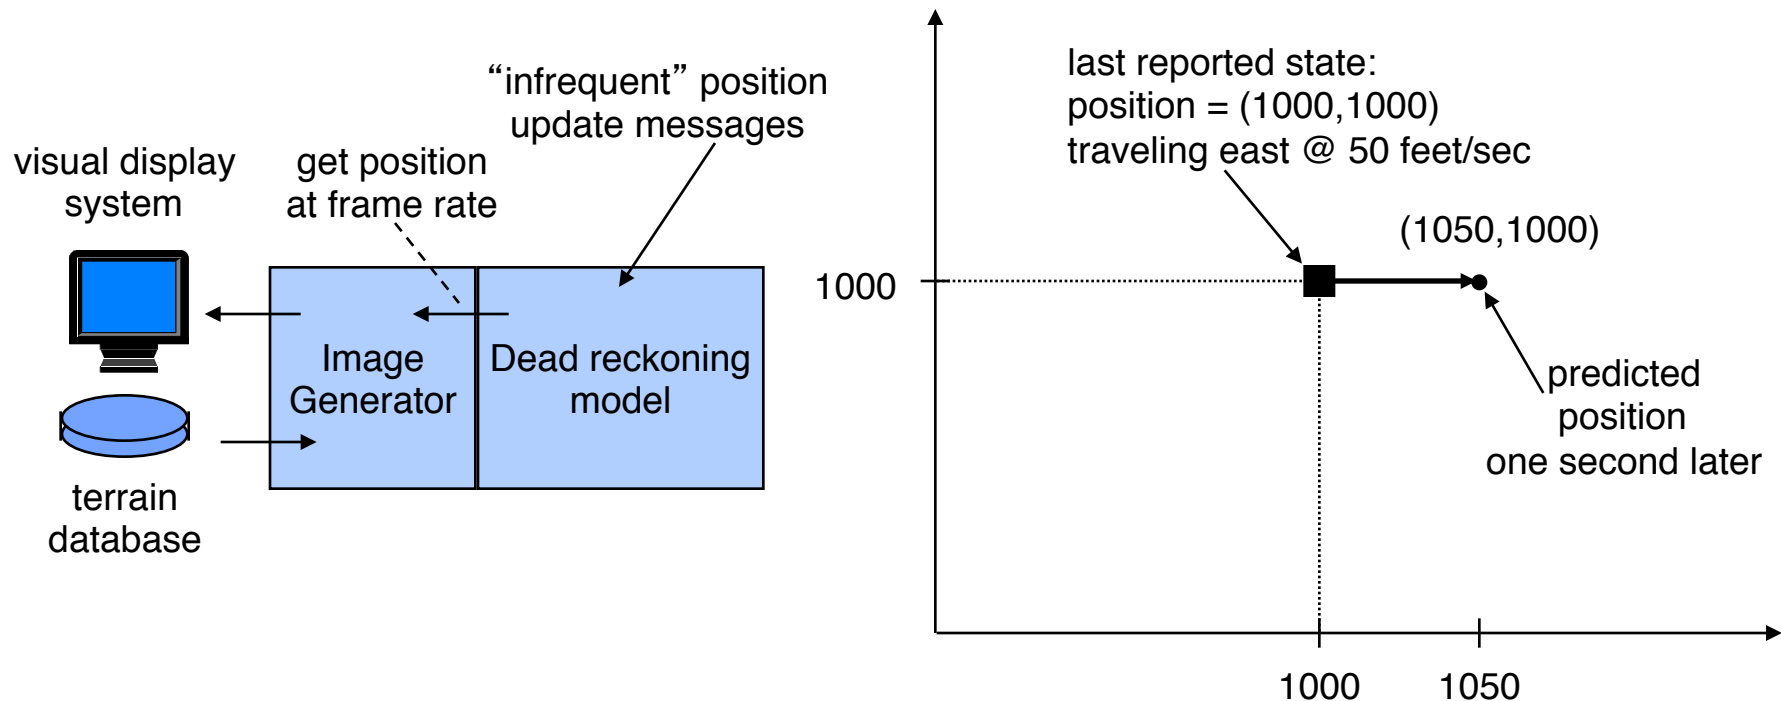 “infrequent” position
update messages
visual display
system
get position
at frame rate
Image
Generator
Dead reckoning
model
terrain
database
last reported state:
position = (1000,1000)
traveling east @ 50 feet/sec
(1050,1000)
1000
predicted
position
one second later
1000
1050